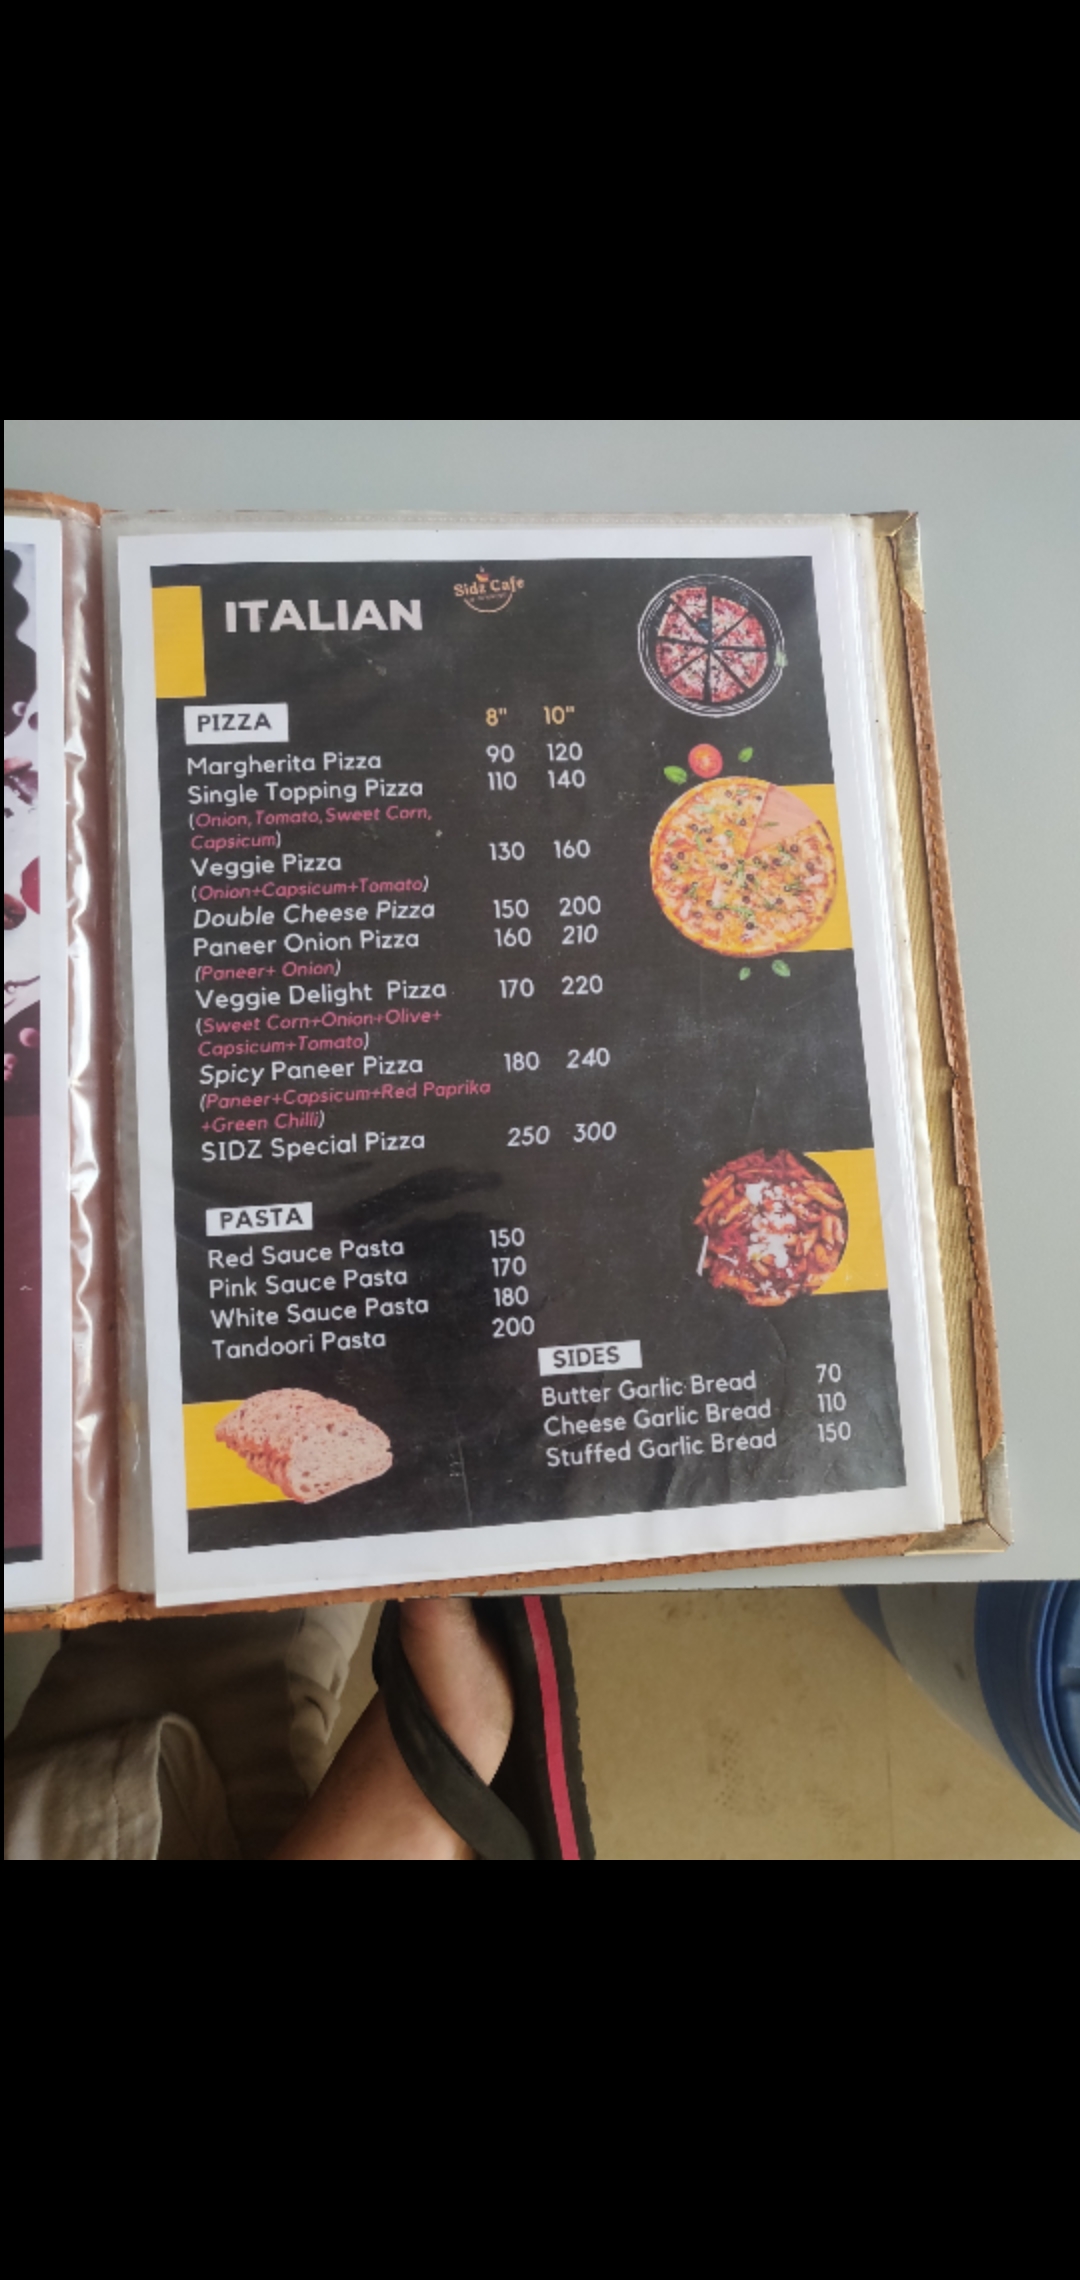 Sidz Cafe
ITALIAN
PIZZA 8" 10"
Margherita Pizza 90 120
Single Topping Pizza 110 140
(Onion, Tomato, Sweet Corn,
Capsicum)
Veggie Pizza 130 160
(Onion+Capsicum+Tomato)
Double Cheese Pizza 150 200
Paneer Onion Pizza 160 210
(Paneer+ Onion)
Veggie Delight Pizza 170 220
(Sweet Corn+Onion+Olive+
Capsicum+Tomato)
Spicy Paneer Pizza 180 240
(Paneer+Capsicum+Red Paprika
+Green Chilli)
SIDZ Special Pizza 250 300
PASTA
Red Sauce Pasta 150
Pink Sauce Pasta 170
White Sauce Pasta 180
Tandoori Pasta 200
SIDES
Butter Garlic Bread 70
Cheese Garlic Bread 110
Stuffed Garlic Bread 150